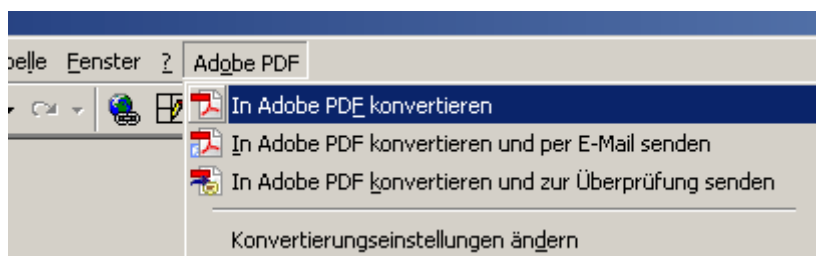 belle Fenster ? Adobe PDF
In Adobe PDF konvertieren
In Adobe PDF konvertieren und per E-Mail senden
In Adobe PDF konvertieren und zur Überprüfung senden
Konvertierungseinstellungen ändern